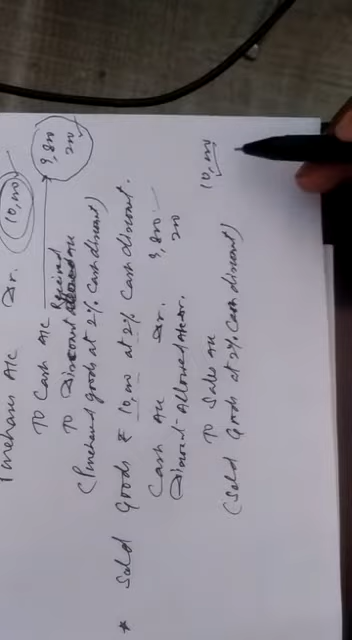 Purchases A/c Dr. 10,000
To Cash A/c 9,800
To Discount Received 200
(Purchased goods at 2% cash discount)
* Sold Goods ₹ 10,000 at 2% cash discount.
Cash A/c Dr. 9,800
Discount Allowed A/c Dr. 200
To Sales A/c 10,000
(Sold Goods at 2% Cash discount)